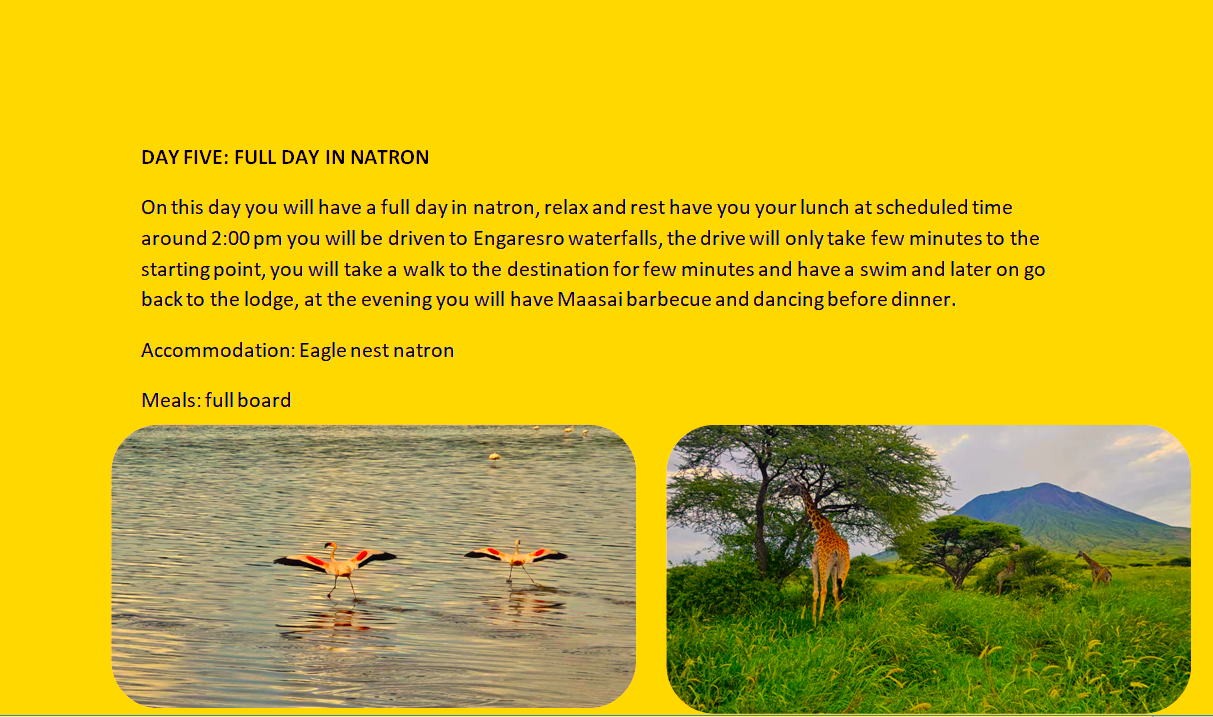 DAY FIVE: FULL DAY IN NATRON
On this day you will have a full day in natron, relax and rest have you your lunch at scheduled time
around 2:00 pm you will be driven to Engaresro waterfalls, the drive will only take few minutes to the
starting point, you will take a walk to the destination for few minutes and have a swim and later on go
back to the lodge, at the evening you will have Maasai barbecue and dancing before dinner.
Accommodation: Eagle nest natron
Meals: full board